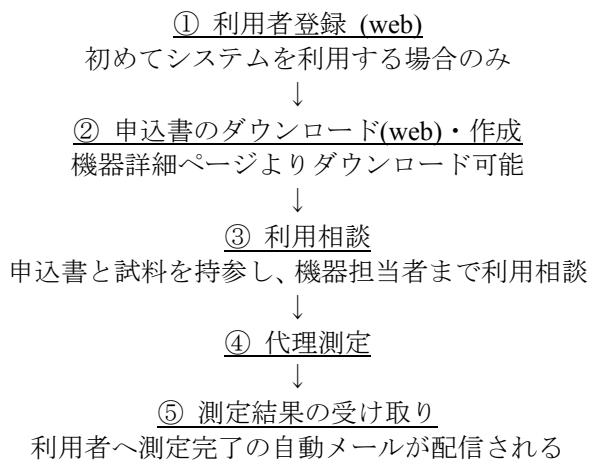 ① 利用者登録 (web)
初めてシステムを利用する場合のみ
↓
② 申込書のダウンロード(web)・作成
機器詳細ページよりダウンロード可能
↓
③ 利用相談
申込書と試料を持参し、機器担当者まで利用相談
↓
④ 代理測定
↓
⑤ 測定結果の受け取り
利用者へ測定完了の自動メールが配信される